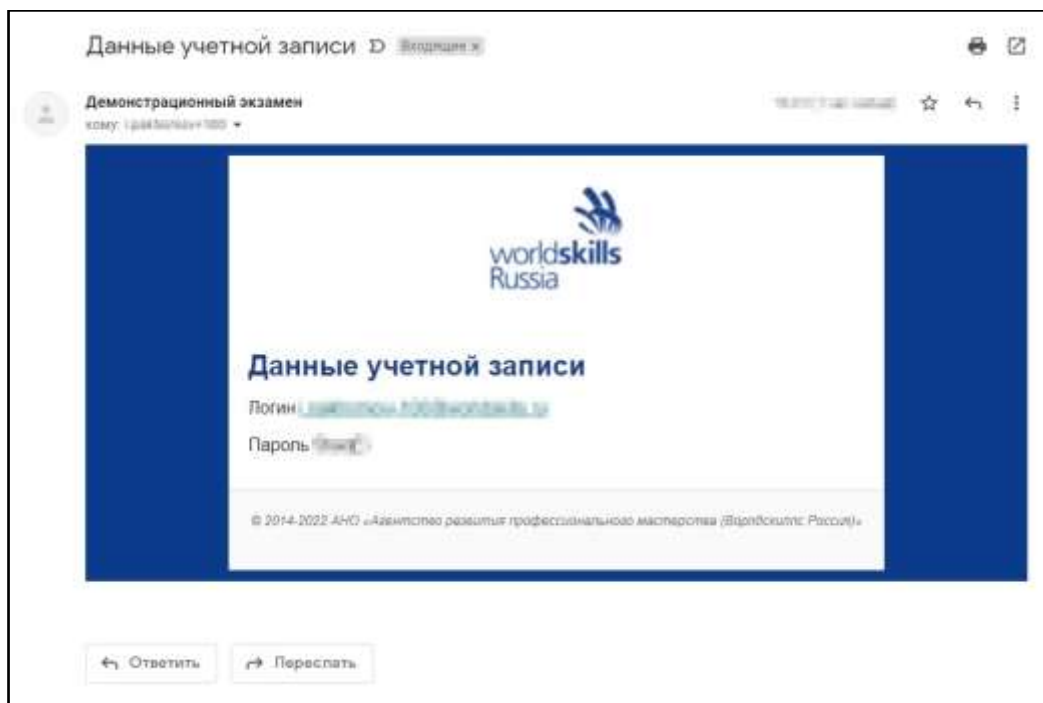 Данные учетной записи
Демонстрационный экзамен
кому:
worldskills
Russia
Данные учетной записи
Логин
Пароль
© 2014-2022 АНО «Агентство развития профессионального мастерства (Ворлдскиллс Россия)»
Ответить
Переслать